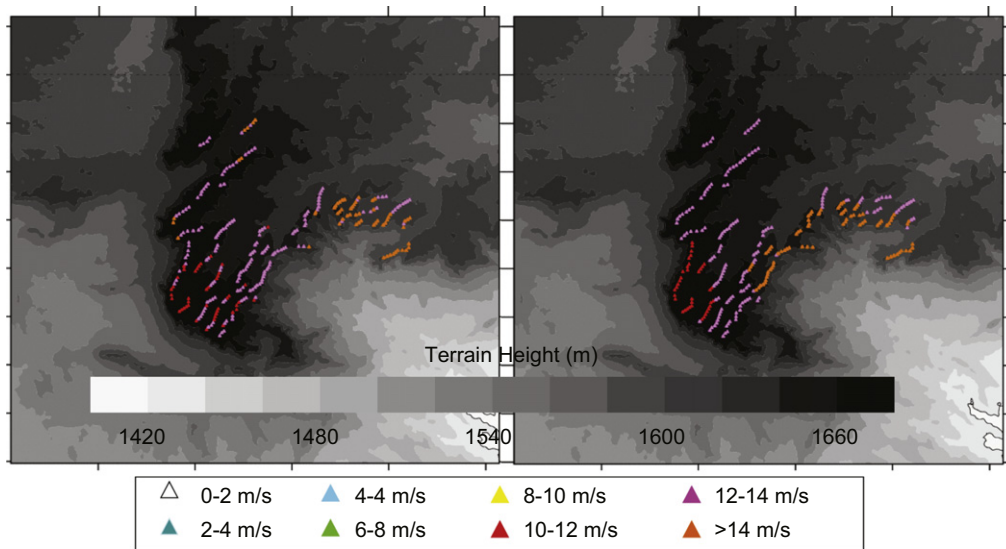 Terrain Height (m)
1420 1480 1540 1600 1660
0-2 m/s 4-4 m/s 8-10 m/s 12-14 m/s
2-4 m/s 6-8 m/s 10-12 m/s >14 m/s